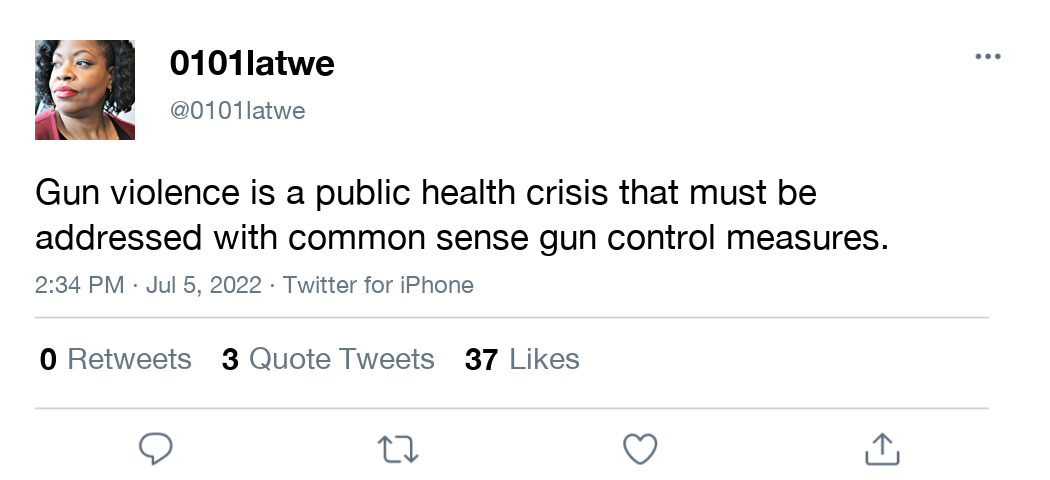 0101latwe
@0101latwe
Gun violence is a public health crisis that must be
addressed with common sense gun control measures.
2:34 PM · Jul 5, 2022 · Twitter for iPhone
0 Retweets 3 Quote Tweets 37 Likes